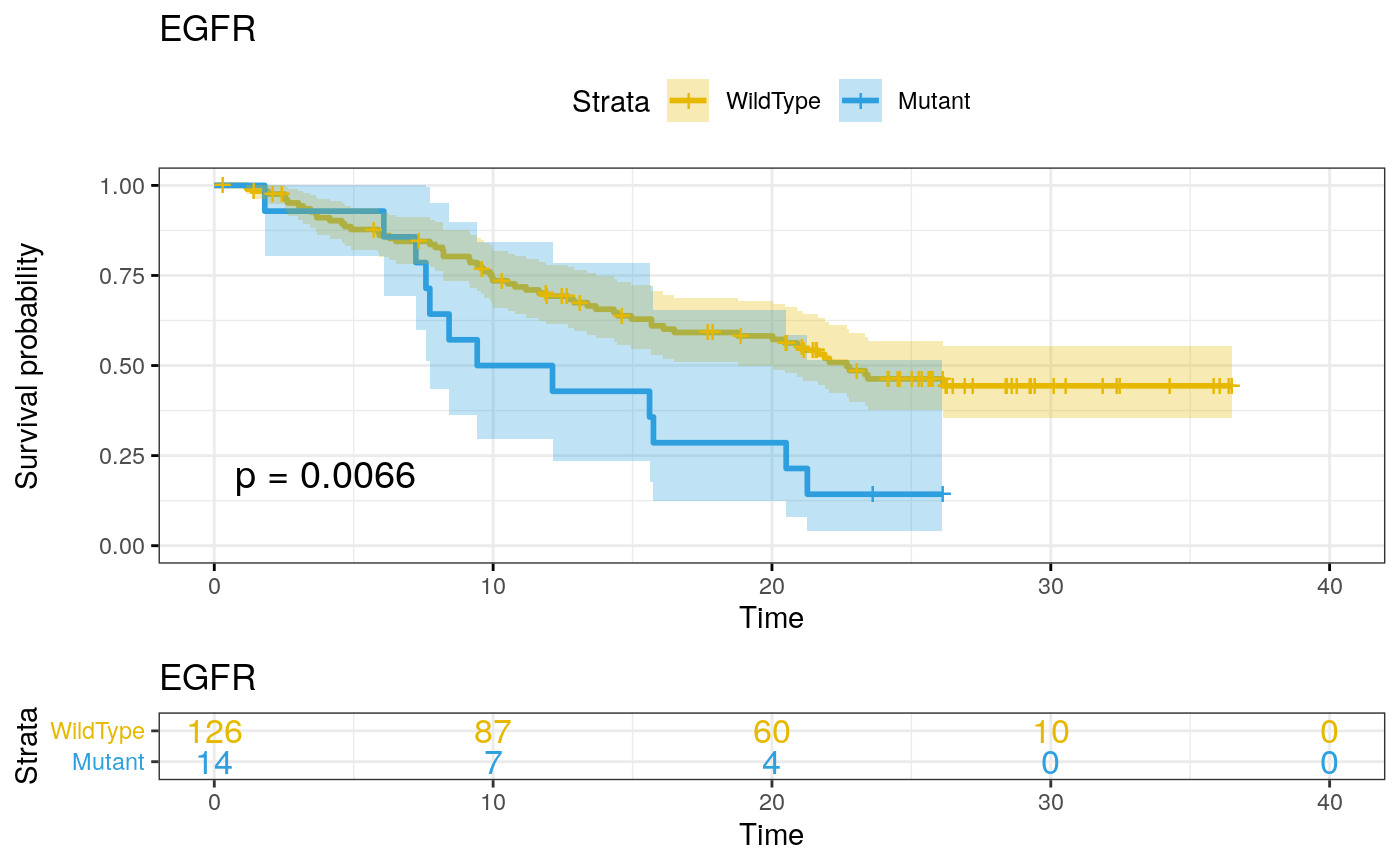 EGFR
Strata WildType Mutant
Survival probability
1.00
0.75
0.50
0.25
0.00
p = 0.0066
0 10 20 30 40
Time
EGFR
Strata
WildType 126 87 60 10 0
Mutant 14 7 4 0 0
0 10 20 30 40
Time